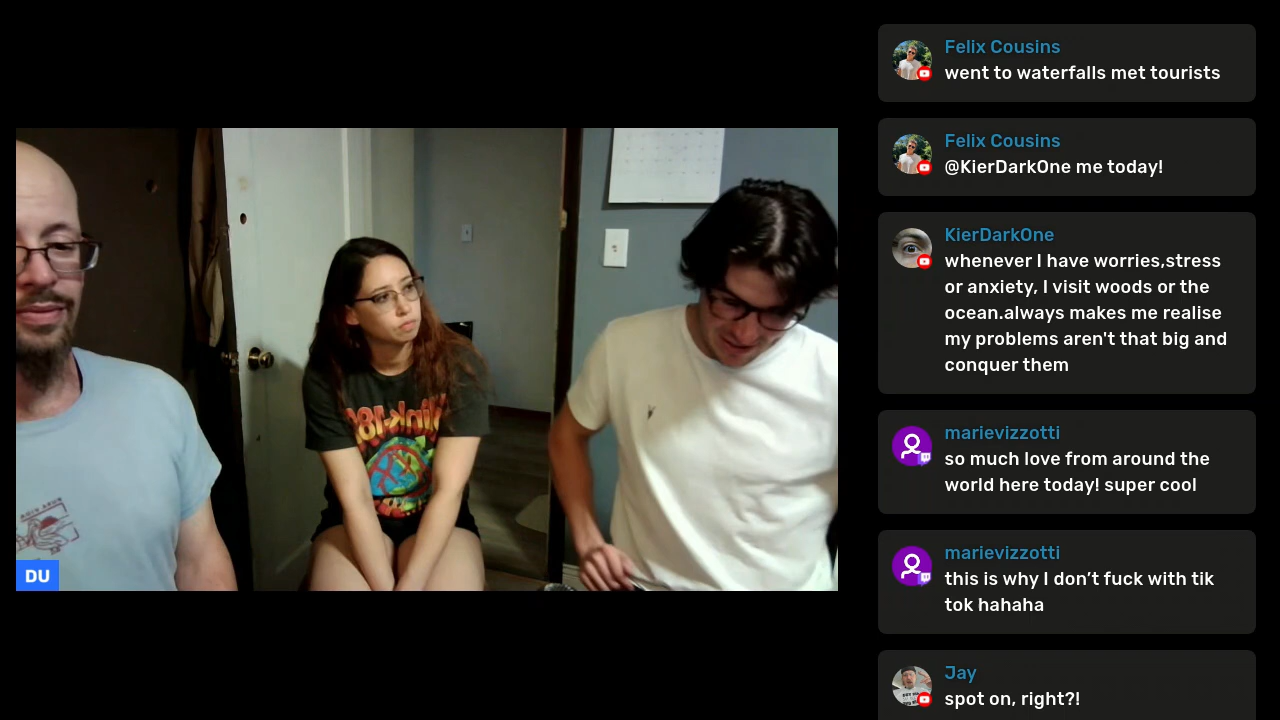 Felix Cousins
went to waterfalls met tourists
Felix Cousins
@KierDarkOne me today!
KierDarkOne
whenever I have worries,stress
or anxiety, I visit woods or the
ocean.always makes me realise
my problems aren't that big and
conquer them
marievizzotti
so much love from around the
world here today! super cool
marievizzotti
this is why I don’t fuck with tik
tok hahaha
Jay
spot on, right?!
blink-182
DU